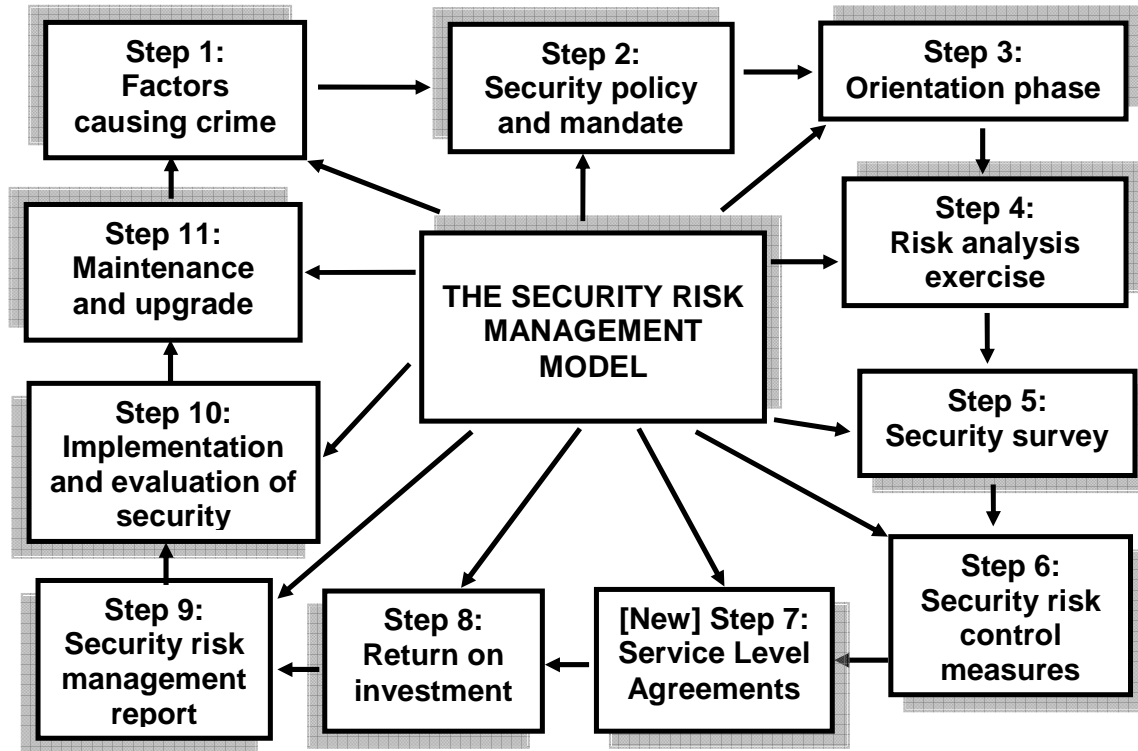 Step 1:
Factors
causing crime
Step 2:
Security policy
and mandate
Step 3:
Orientation phase
Step 4:
Risk analysis
exercise
Step 11:
Maintenance
and upgrade
THE SECURITY RISK
MANAGEMENT
MODEL
Step 5:
Security survey
Step 10:
Implementation
and evaluation of
security
Step 6:
Security risk
control
measures
Step 9:
Security risk
management
report
Step 8:
Return on
investment
[New] Step 7:
Service Level
Agreements